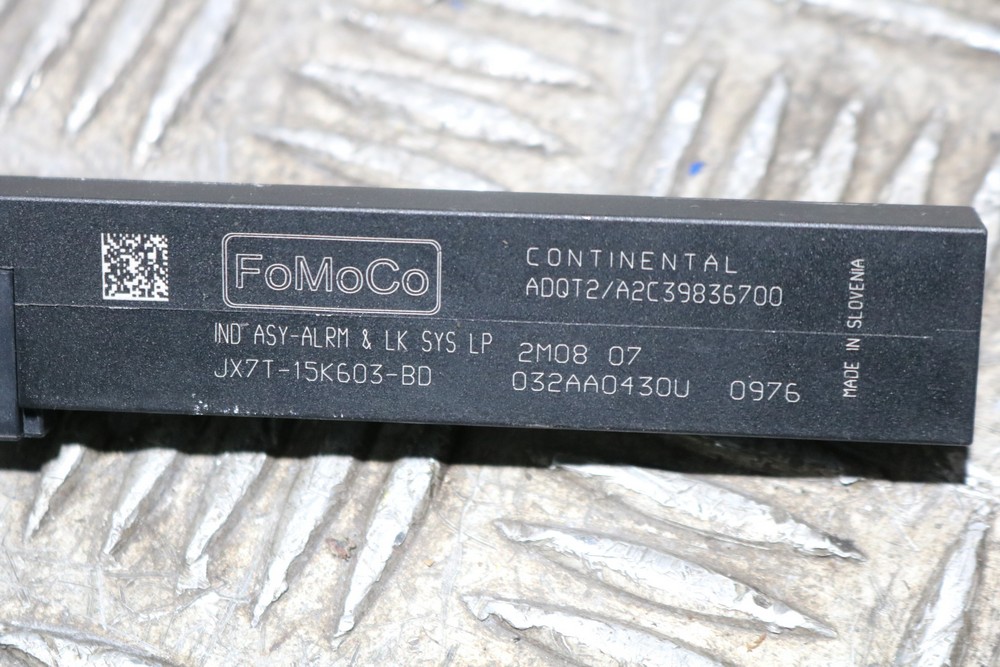 FoMoCo
CONTINENTAL
ADQT2/A2C39836700
IND ASY-ALRM & LK SYS LP
2M08 07
JX7T-15K603-BD
032AA0430U 0976
MADE IN SLOVENIA